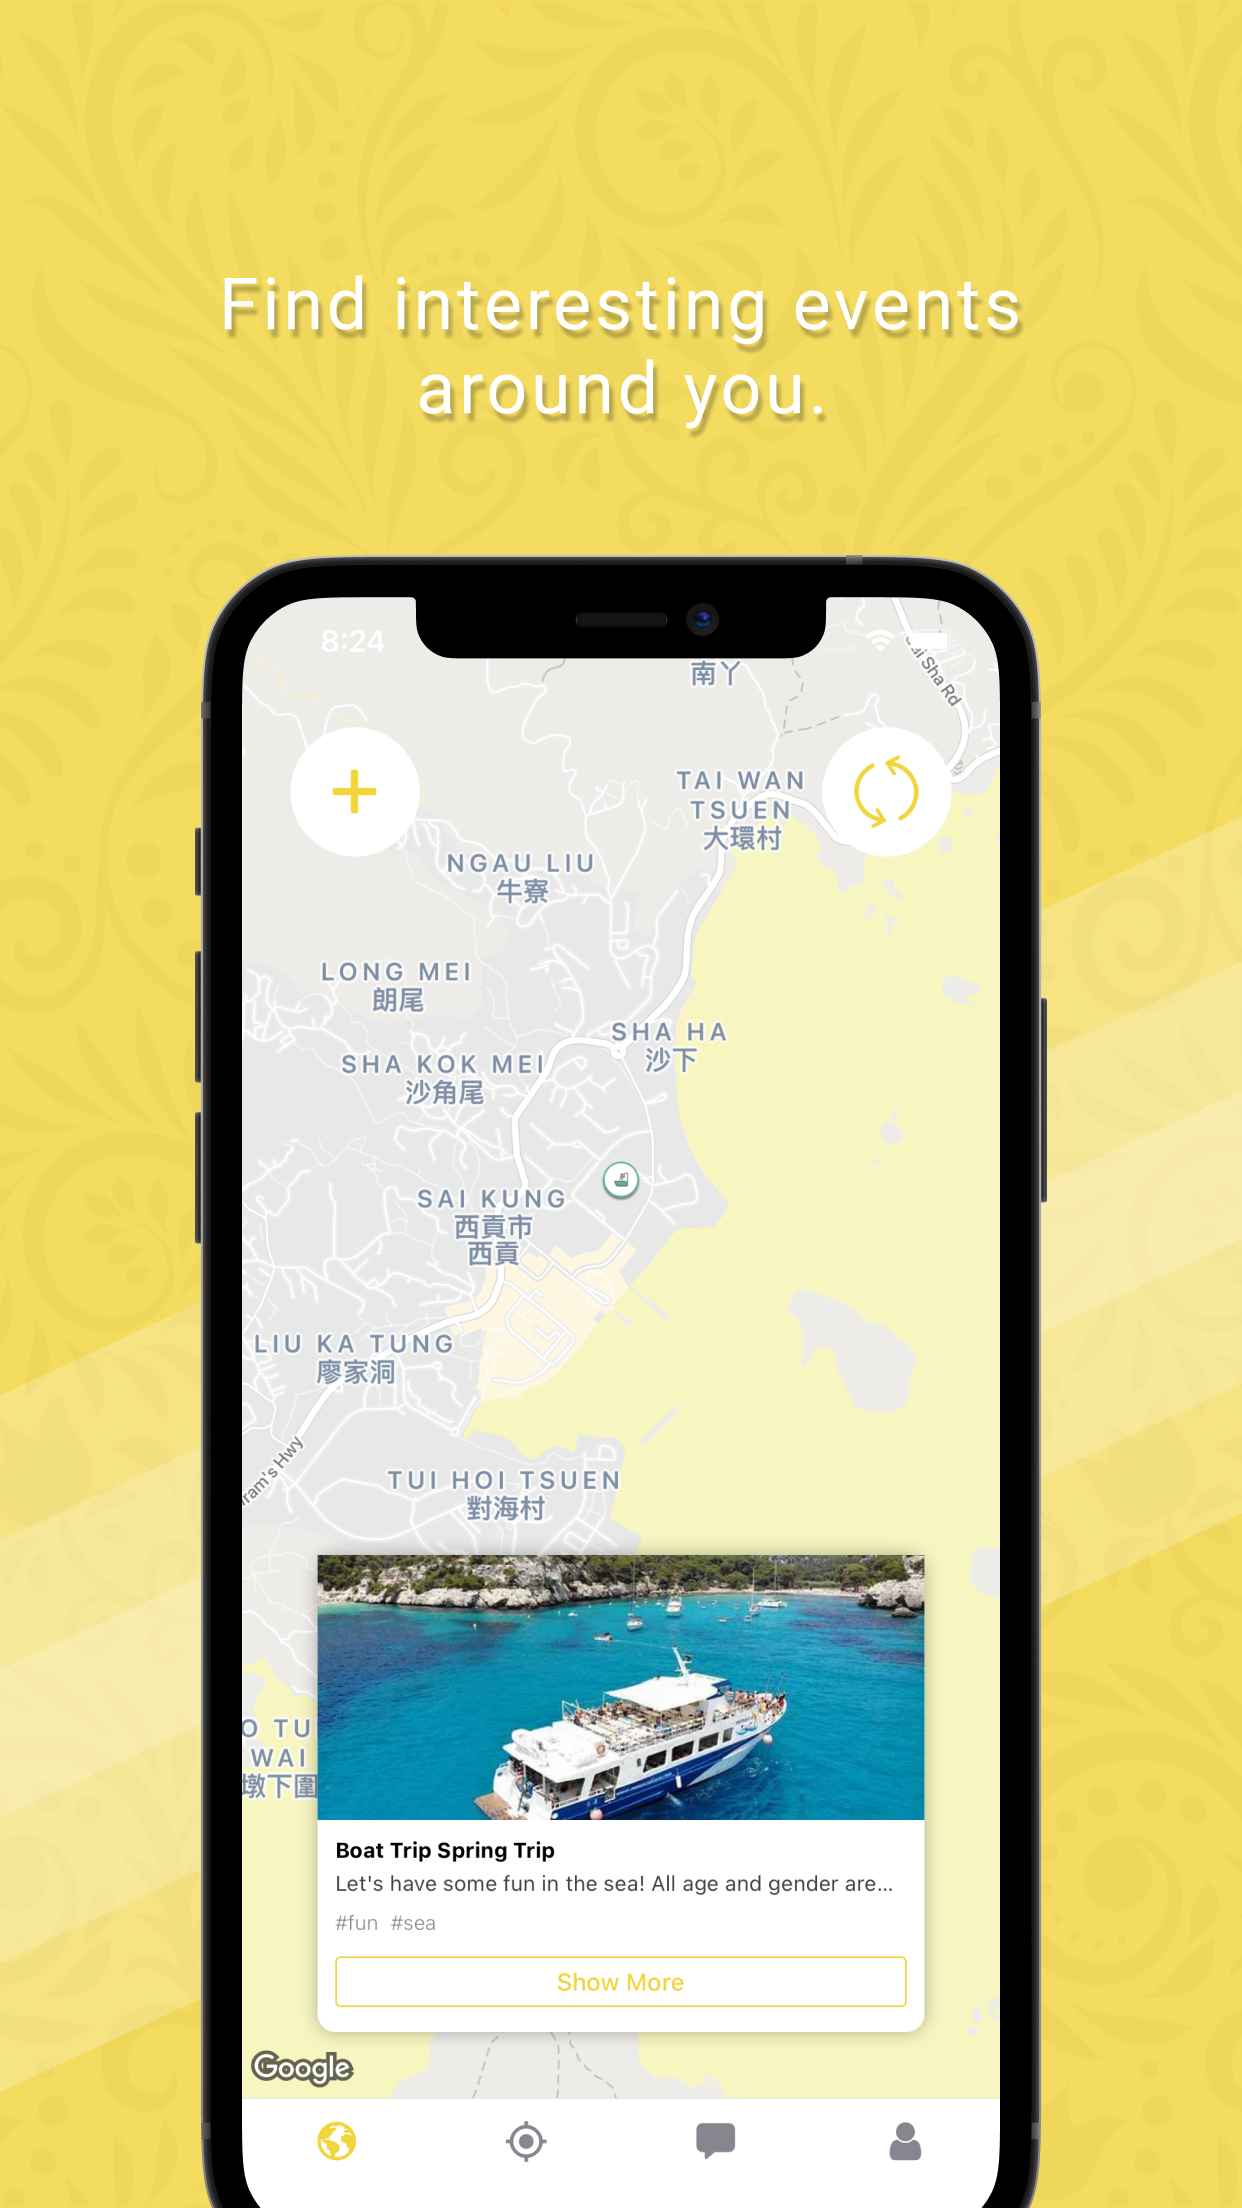 Find interesting events
around you.
8:24
南丫
Sai Sha Rd
TAI WAN
TSUEN
大環村
NGAU LIU
牛寮
LONG MEI
朗尾
SHA HA
沙下
SHA KOK MEI
沙角尾
SAI KUNG
西貢市
西貢
LIU KA TUNG
廖家洞
ram's Hwy
TUI HOI TSUEN
對海村
O TU
WAI
墩下圍
Boat Trip Spring Trip
Let's have some fun in the sea! All age and gender are...
#fun #sea
Show More
Google